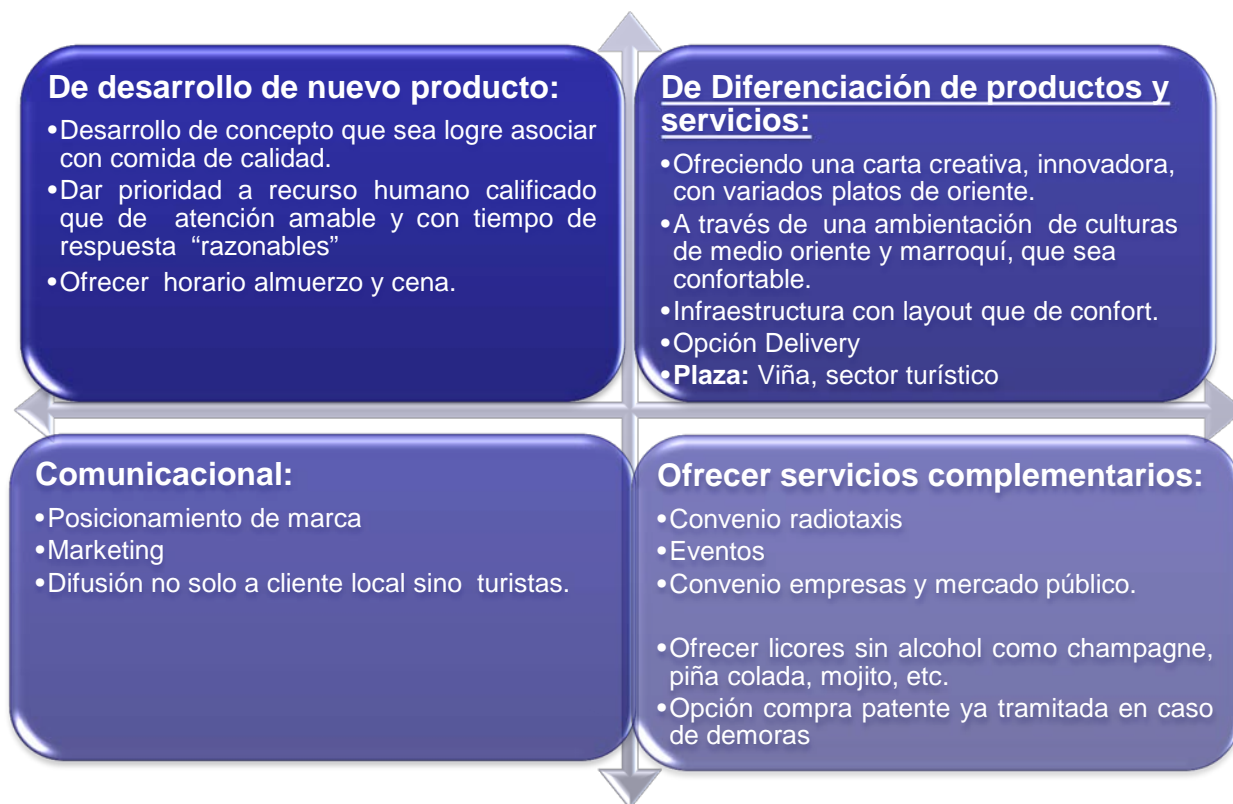 De desarrollo de nuevo producto:
•Desarrollo de concepto que sea logre asociar
con comida de calidad.
•Dar prioridad a recurso humano calificado
que de atención amable y con tiempo de
respuesta “razonables”
•Ofrecer horario almuerzo y cena.
De Diferenciación de productos y
servicios:
•Ofreciendo una carta creativa, innovadora,
con variados platos de oriente.
•A través de una ambientación de culturas
de medio oriente y marroquí, que sea
confortable.
•Infraestructura con layout que de confort.
•Opción Delivery
•Plaza: Viña, sector turístico
Comunicacional:
•Posicionamiento de marca
•Marketing
•Difusión no solo a cliente local sino turistas.
Ofrecer servicios complementarios:
•Convenio radiotaxis
•Eventos
•Convenio empresas y mercado público.
•Ofrecer licores sin alcohol como champagne,
piña colada, mojito, etc.
•Opción compra patente ya tramitada en caso
de demoras